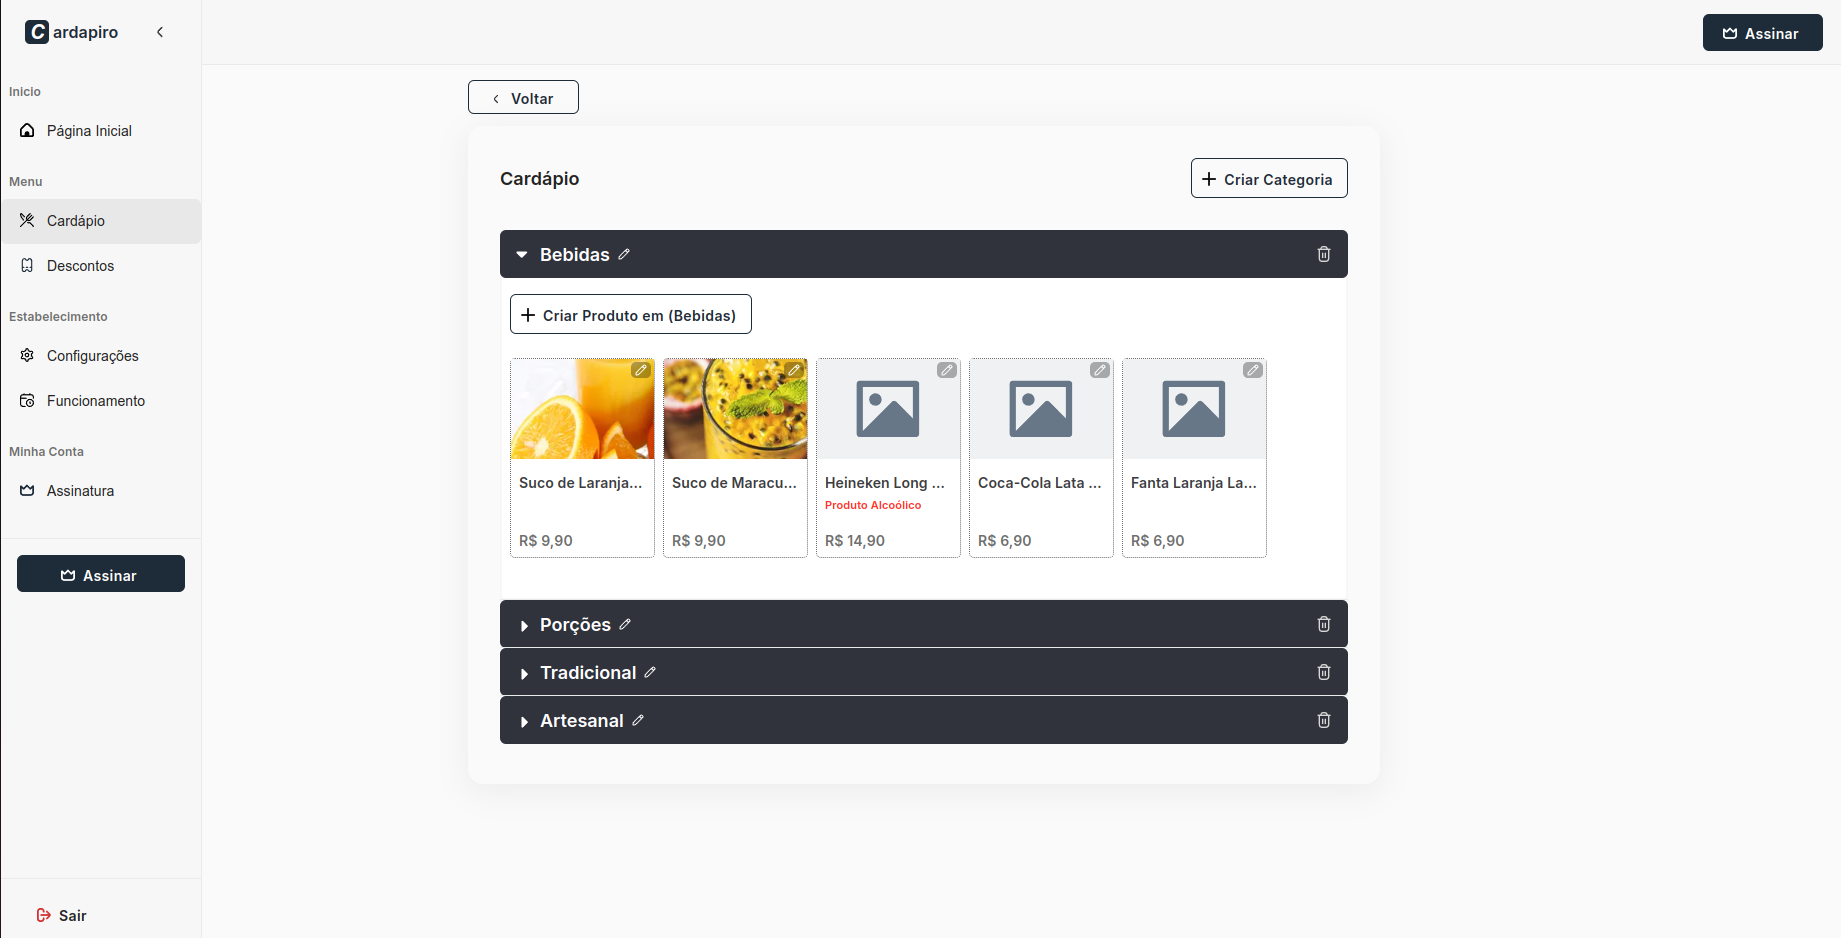 Cardapiro
Assinar
Inicio
Página Inicial
Menu
Cardápio
Descontos
Estabelecimento
Configurações
Funcionamento
Minha Conta
Assinatura
Assinar
Sair
Voltar
Cardápio
Criar Categoria
Bebidas
Criar Produto em (Bebidas)
Suco de Laranja...
R$ 9,90
Suco de Maracu...
R$ 9,90
Heineken Long ...
Produto Alcoólico
R$ 14,90
Coca-Cola Lata ...
R$ 6,90
Fanta Laranja La...
R$ 6,90
Porções
Tradicional
Artesanal